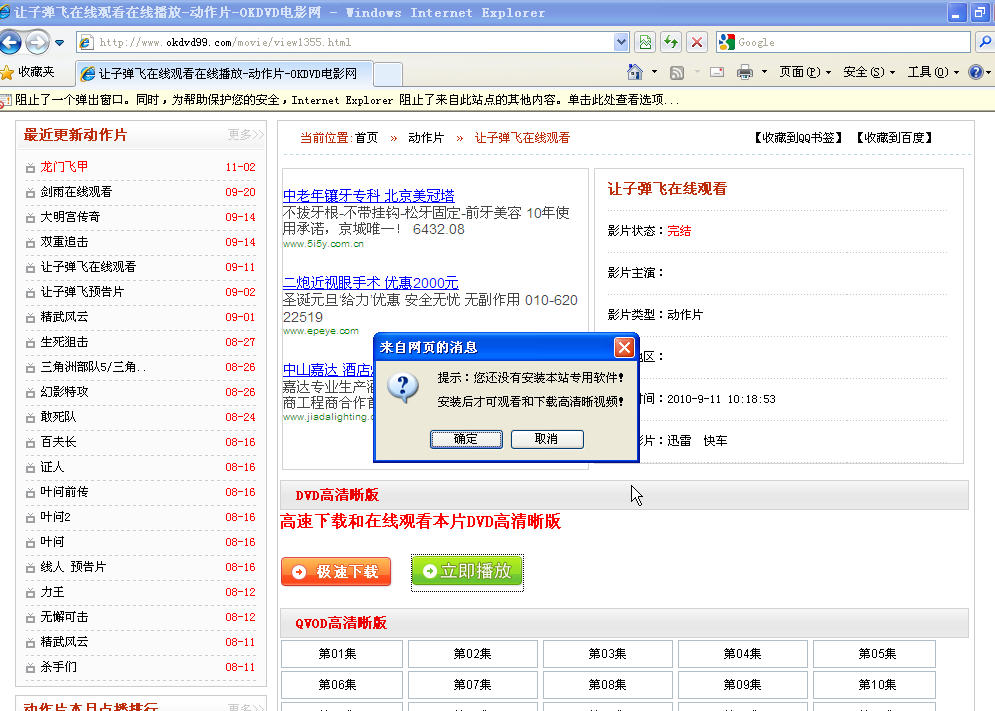 让子弹飞在线观看在线播放-动作片-OKDVD电影网 - Windows Internet Explorer
http://www.okdvd99.com/movie/view1355.html
Google
收藏夹
让子弹飞在线观看在线播放-动作片-OKDVD电影网
页面(P)
安全(S)
工具(O)
阻止了一个弹出窗口。同时，为帮助保护您的安全，Internet Explorer 阻止了来自此站点的其他内容。单击此处查看选项...
最近更新动作片 更多>>
龙门飞甲 11-02
剑雨在线观看 09-20
大明宫传奇 09-14
双重追击 09-14
让子弹飞在线观看 09-11
让子弹飞预告片 09-02
精武风云 09-01
生死狙击 08-27
三角洲部队5/三角.. 08-26
幻影特攻 08-26
敢死队 08-24
百夫长 08-16
证人 08-16
叶问前传 08-16
叶问2 08-16
叶问 08-16
线人 预告片 08-16
力王 08-12
无懈可击 08-12
精武风云 08-11
杀手们 08-11
动作片本月点播排行 更多>>
当前位置:首页 » 动作片 » 让子弹飞在线观看
【收藏到QQ书签】 【收藏到百度】
中老年镶牙专科 北京美冠塔
不拔牙根-不带挂钩-松牙固定-前牙美容 10年使
用承诺，京城唯一！ 6432.08
www.5i5y.com.cn
二炮近视眼手术 优惠2000元
圣诞元旦'给力'优惠 安全无忧 无副作用 010-620
22519
www.epeye.com
中山嘉达 酒店
嘉达专业生产
商工程商合作首
www.jiadalighting.c
让子弹飞在线观看
影片状态：完结
影片主演：
影片类型：动作片
地区：
时间：2010-9-11 10:18:53
影片：迅雷 快车
来自网页的消息
提示：您还没有安装本站专用软件!
安装后才可观看和下载高清晰视频!
确定
取消
DVD高清晰版
高速下载和在线观看本片DVD高清晰版
极速下载
立即播放
QVOD高清晰版
第01集 第02集 第03集 第04集 第05集
第06集 第07集 第08集 第09集 第10集